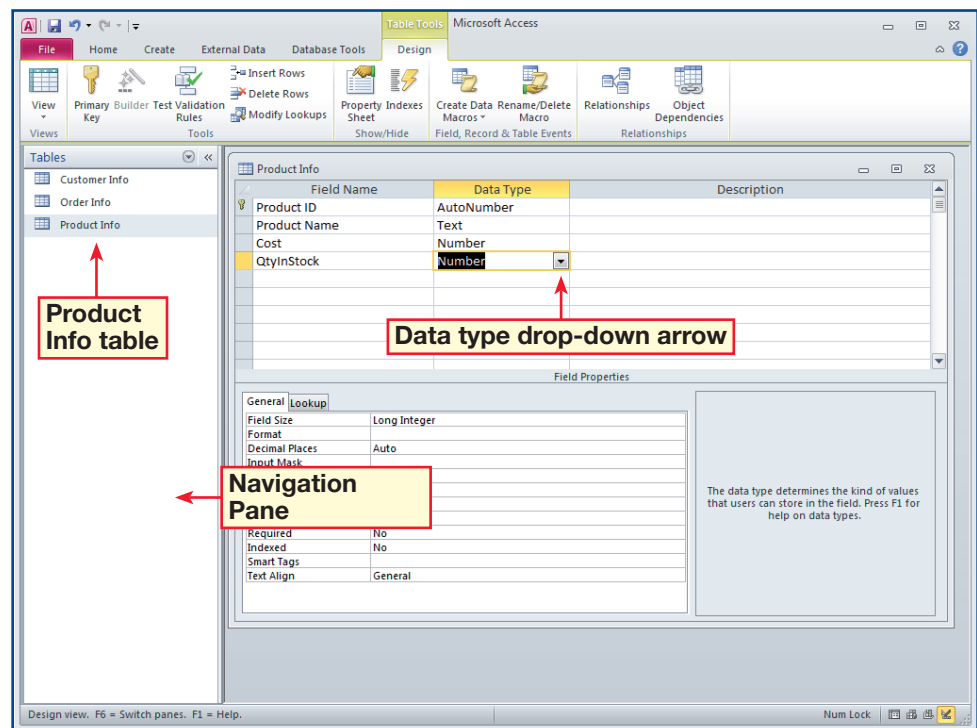 Table Tools Microsoft Access
File Home Create External Data Database Tools Design
View
Views
Primary Key
Builder
Test Validation Rules
Insert Rows
Delete Rows
Modify Lookups
Tools
Property Sheet
Indexes
Show/Hide
Create Data Macros
Rename/Delete Macro
Field, Record & Table Events
Relationships
Object Dependencies
Relationships
Tables
Customer Info
Order Info
Product Info
Product Info table
Navigation Pane
Product Info
Field Name Data Type Description
Product ID AutoNumber
Product Name Text
Cost Number
QtyInStock Number
Data type drop-down arrow
Field Properties
General Lookup
Field Size Long Integer
Format
Decimal Places Auto
Input Mask
Required No
Indexed No
Smart Tags
Text Align General
The data type determines the kind of values
that users can store in the field. Press F1 for
help on data types.
Design view. F6 = Switch panes. F1 = Help.
Num Lock